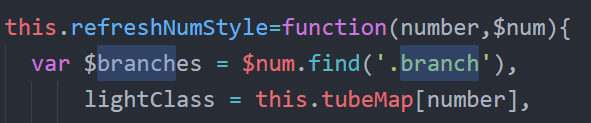 this.refreshNumStyle=function(number,$num){
var $branches = $num.find('.branch'),
lightClass = this.tubeMap[number],